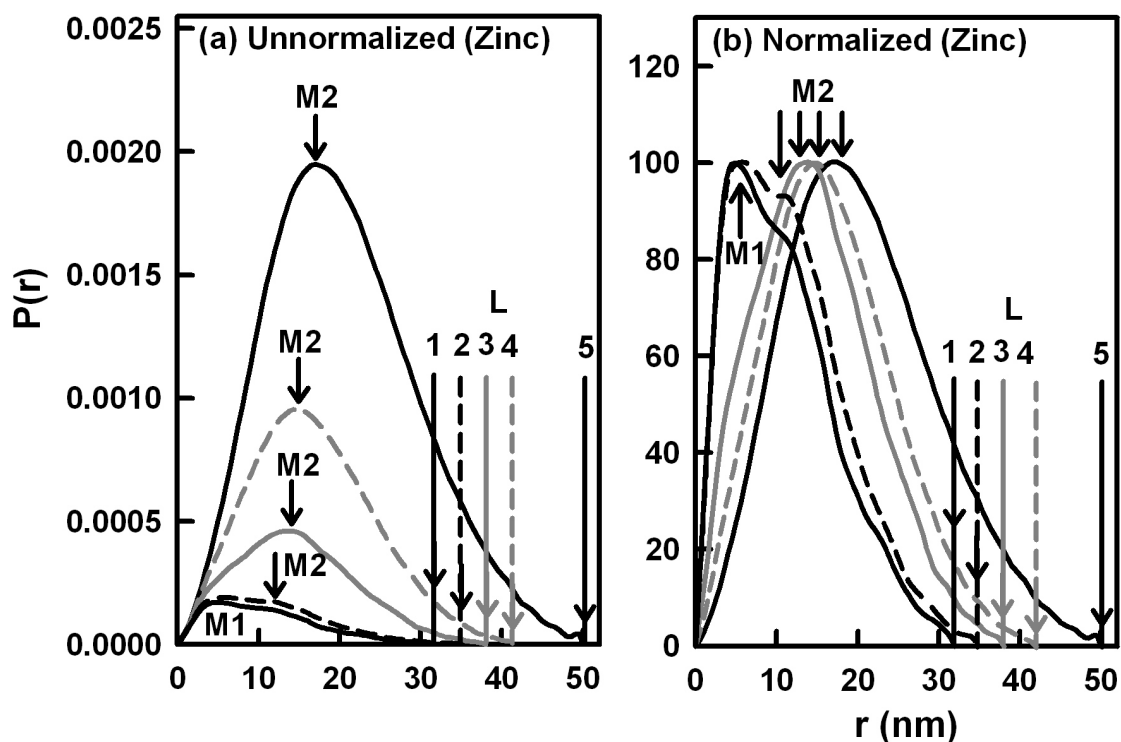 (a) Unnormalized (Zinc)
P(r)
0.0025
0.0020
0.0015
0.0010
0.0005
0.0000
M2
M2
M2
M2
M1
L
1 2 3 4 5
0 10 20 30 40 50
(b) Normalized (Zinc)
120
100
80
60
40
20
0
M2
M1
L
1 2 3 4 5
0 10 20 30 40 50
r (nm)